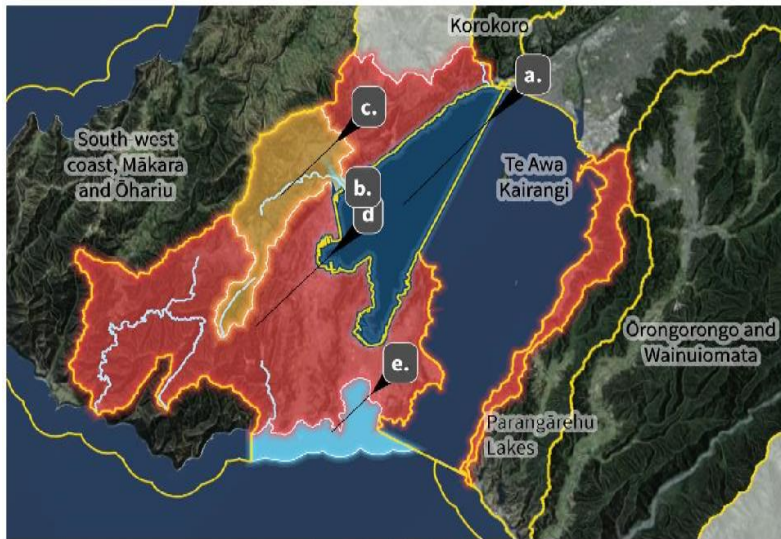 Korokoro
a.
c.
South-west
coast, Mākara
and Ōhariu
Te Awa
Kairangi
b.
d
Ōrongorongo and
Wainuiomata
e.
Parangārehu
Lakes